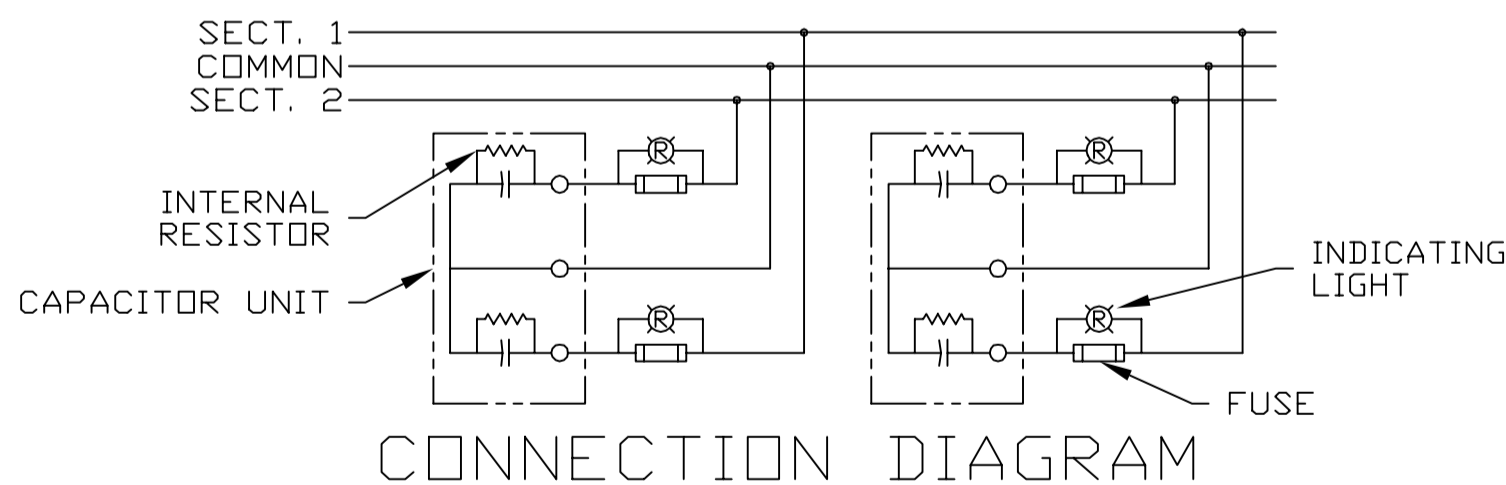 SECT. 1
COMMON
SECT. 2
R
R
INTERNAL
RESISTOR
CAPACITOR UNIT
INDICATING
LIGHT
R
R
FUSE
CONNECTION DIAGRAM